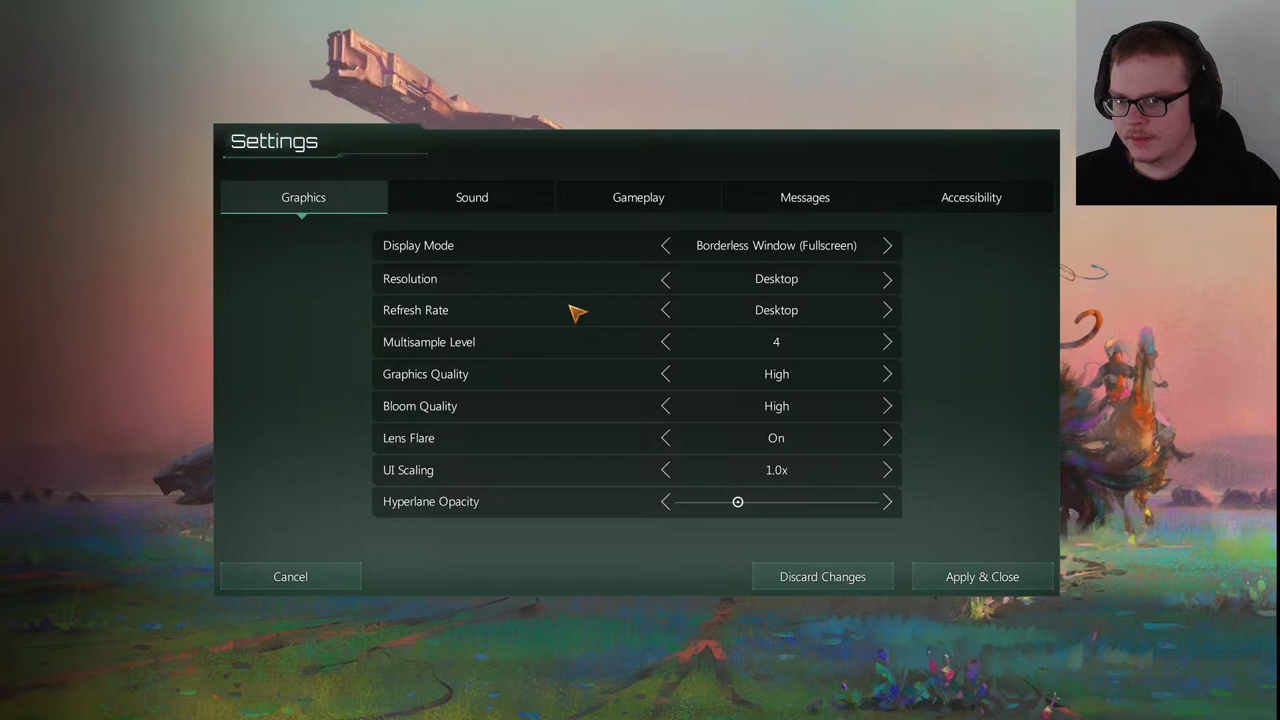 Settings
Graphics
Sound
Gameplay
Messages
Accessibility
Display Mode
Borderless Window (Fullscreen)
Resolution
Desktop
Refresh Rate
Desktop
Multisample Level
4
Graphics Quality
High
Bloom Quality
High
Lens Flare
On
UI Scaling
1.0x
Hyperlane Opacity
Cancel
Discard Changes
Apply & Close